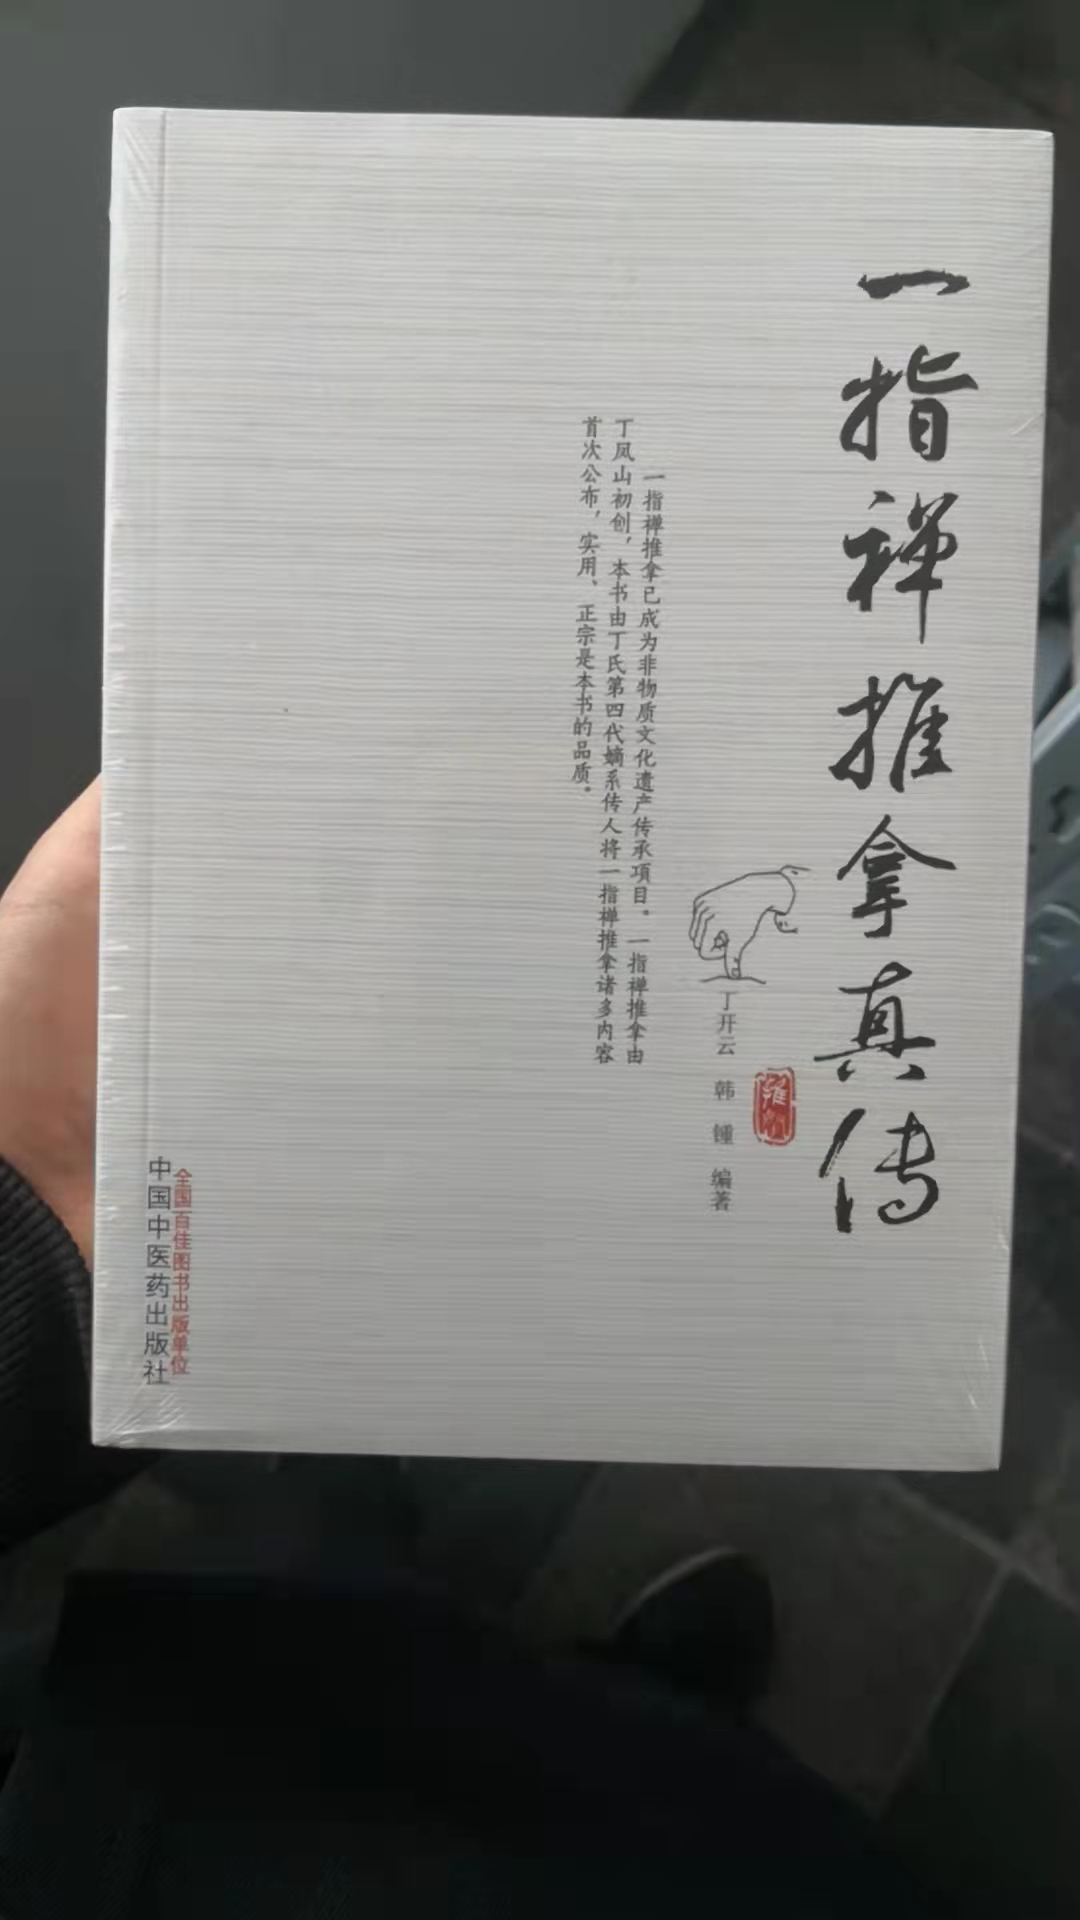 一指禅推拿真传
丁开云 韩 锺 编著
一指禅推拿已成为非物质文化遗产传承項目。一指禅推拿由
丁凤山初创，本书由丁氏第四代嫡系传人将一指禅推拿诸多内容
首次公布，实用、正宗是本书的品质。
全国百佳图书出版单位
中国中医药出版社